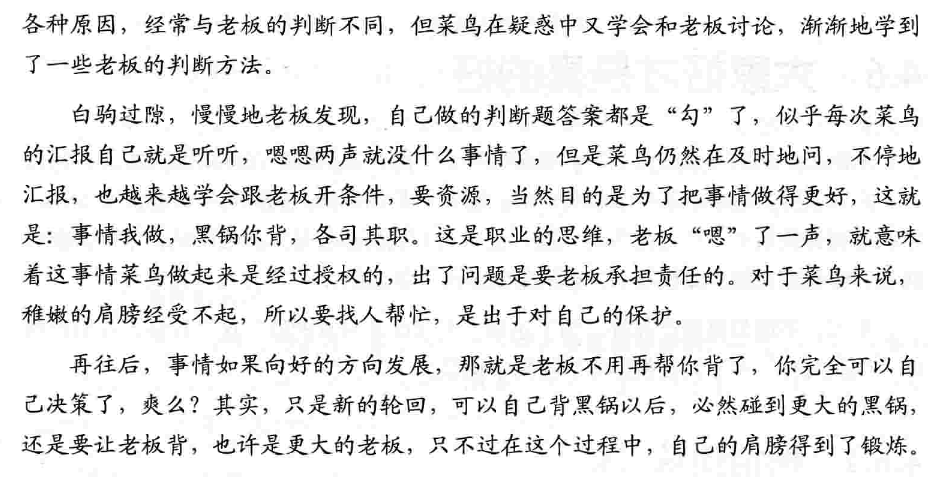 各种原因，经常与老板的判断不同，但菜鸟在疑惑中又学会和老板讨论，渐渐地学到
了一些老板的判断方法。
白驹过隙，慢慢地老板发现，自己做的判断题答案都是“勾”了，似乎每次菜鸟
的汇报自己就是听听，嗯嗯两声就没什么事情了，但是菜鸟仍然在及时地问，不停地
汇报，也越来越学会跟老板开条件，要资源，当然目的是为了把事情做得更好，这就
是：事情我做，黑锅你背，各司其职。这是职业的思维，老板“嗯”了一声，就意味
着这事情菜鸟做起来是经过授权的，出了问题是要老板承担责任的。对于菜鸟来说，
稚嫩的肩膀经受不起，所以要找人帮忙，是出于对自己的保护。
再往后，事情如果向好的方向发展，那就是老板不用再帮你背了，你完全可以自
己决策了，爽么？其实，只是新的轮回，可以自己背黑锅以后，必然碰到更大的黑锅，
还是要让老板背，也许是更大的老板，只不过在这个过程中，自己的肩膀得到了锻炼。